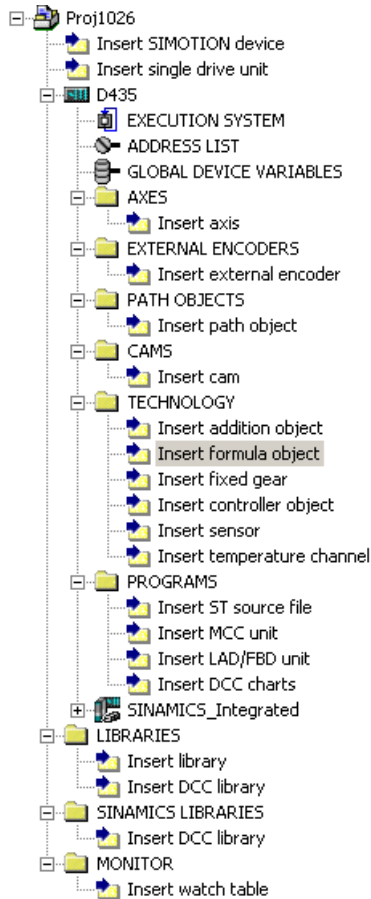 Proj1026
Insert SIMOTION device
Insert single drive unit
D435
EXECUTION SYSTEM
ADDRESS LIST
GLOBAL DEVICE VARIABLES
AXES
Insert axis
EXTERNAL ENCODERS
Insert external encoder
PATH OBJECTS
Insert path object
CAMS
Insert cam
TECHNOLOGY
Insert addition object
Insert formula object
Insert fixed gear
Insert controller object
Insert sensor
Insert temperature channel
PROGRAMS
Insert ST source file
Insert MCC unit
Insert LAD/FBD unit
Insert DCC charts
SINAMICS_Integrated
LIBRARIES
Insert library
Insert DCC library
SINAMICS LIBRARIES
Insert DCC library
MONITOR
Insert watch table